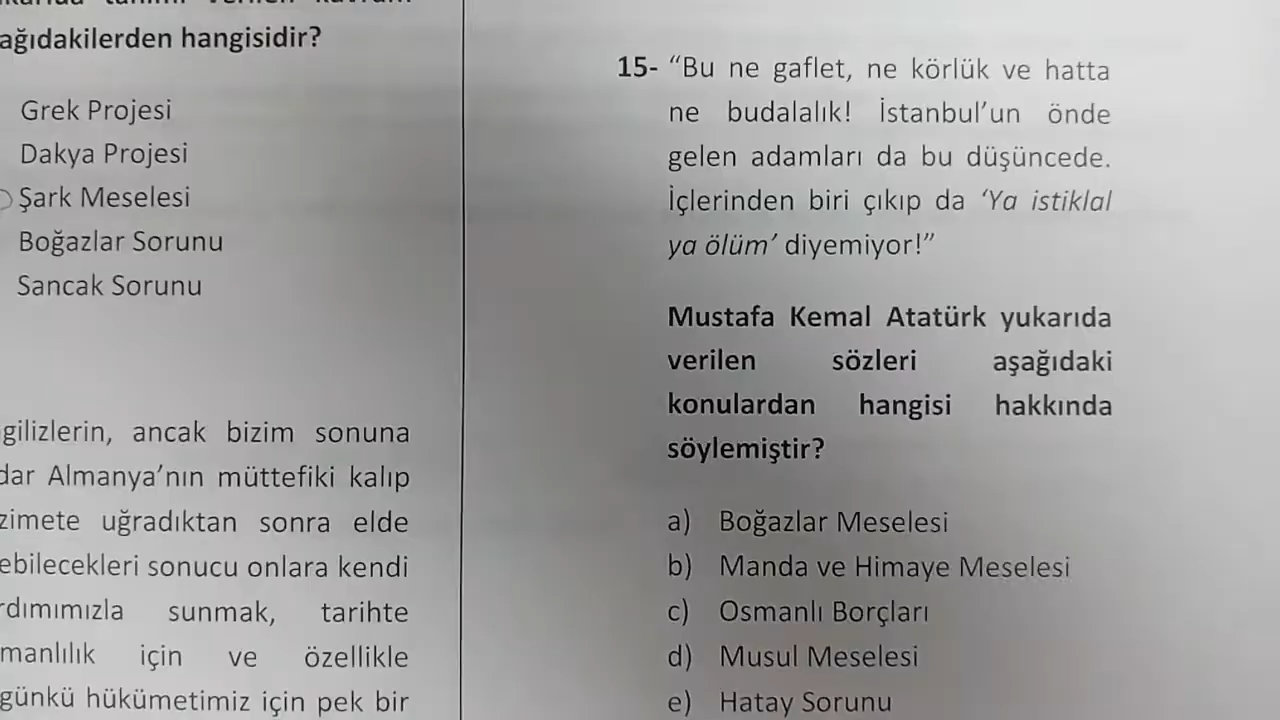 ağıdakilerden hangisidir?
Grek Projesi
Dakya Projesi
Şark Meselesi
Boğazlar Sorunu
Sancak Sorunu
gilizlerin, ancak bizim sonuna
dar Almanya’nın müttefiki kalıp
zimete uğradıktan sonra elde
ebilecekleri sonucu onlara kendi
rdımımızla sunmak, tarihte
manlılık için ve özellikle
günkü hükümetimiz için pek bir
15- “Bu ne gaflet, ne körlük ve hatta
ne budalalık! İstanbul’un önde
gelen adamları da bu düşüncede.
İçlerinden biri çıkıp da ‘Ya istiklal
ya ölüm’ diyemiyor!”
Mustafa Kemal Atatürk yukarıda
verilen sözleri aşağıdaki
konulardan hangisi hakkında
söylemiştir?
a) Boğazlar Meselesi
b) Manda ve Himaye Meselesi
c) Osmanlı Borçları
d) Musul Meselesi
e) Hatay Sorunu